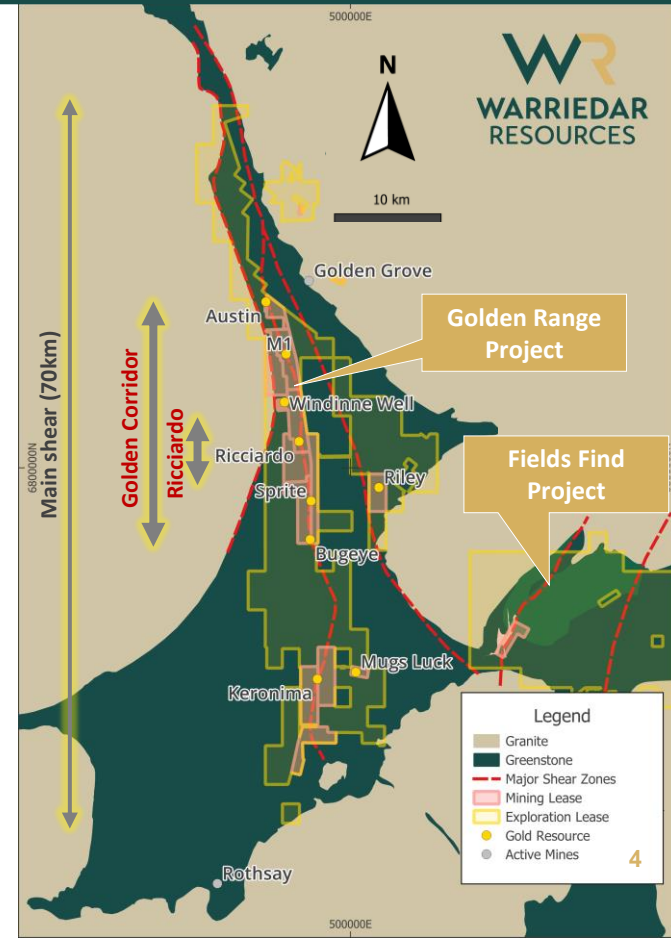 500000E
WARRIEDAR
RESOURCES
N
10 km
Golden Grove
Austin
Golden Range
Project
M1
Windinne Well
Main shear (70km)
Golden Corridor
Ricciardo
6800000N
Ricciardo
Riley
Fields Find
Project
Sprite
Bugeye
Mugs Luck
Keronima
Legend
Granite
Greenstone
Major Shear Zones
Mining Lease
Exploration Lease
Gold Resource
Active Mines
4
Rothsay
500000E